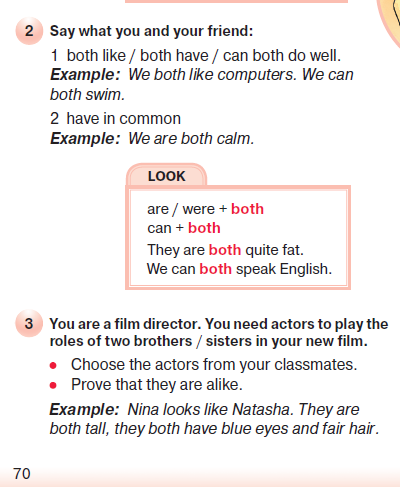 2 Say what you and your friend:
1 both like / both have / can both do well.
Example: We both like computers. We can
both swim.
2 have in common
Example: We are both calm.
LOOK
are / were + both
can + both
They are both quite fat.
We can both speak English.
3 You are a film director. You need actors to play the
roles of two brothers / sisters in your new film.
• Choose the actors from your classmates.
• Prove that they are alike.
Example: Nina looks like Natasha. They are
both tall, they both have blue eyes and fair hair.
70